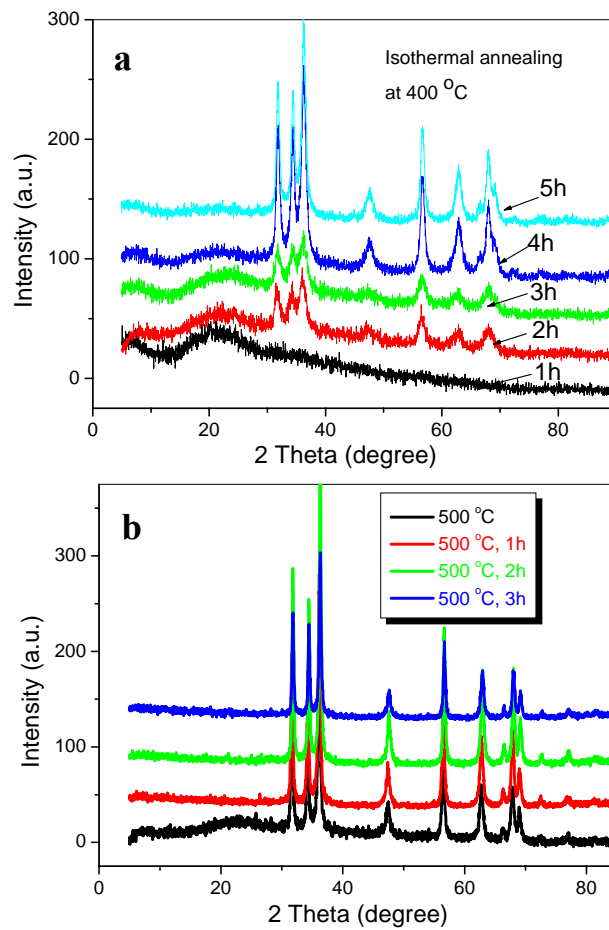 300
200
100
0
Intensity (a.u.)
a
Isothermal annealing
at 400 °C
5h
4h
3h
2h
1h
0 20 40 60 80
2 Theta (degree)
b
300
200
100
0
Intensity (a.u.)
500 °C
500 °C, 1h
500 °C, 2h
500 °C, 3h
0 20 40 60 80
2 Theta (degree)